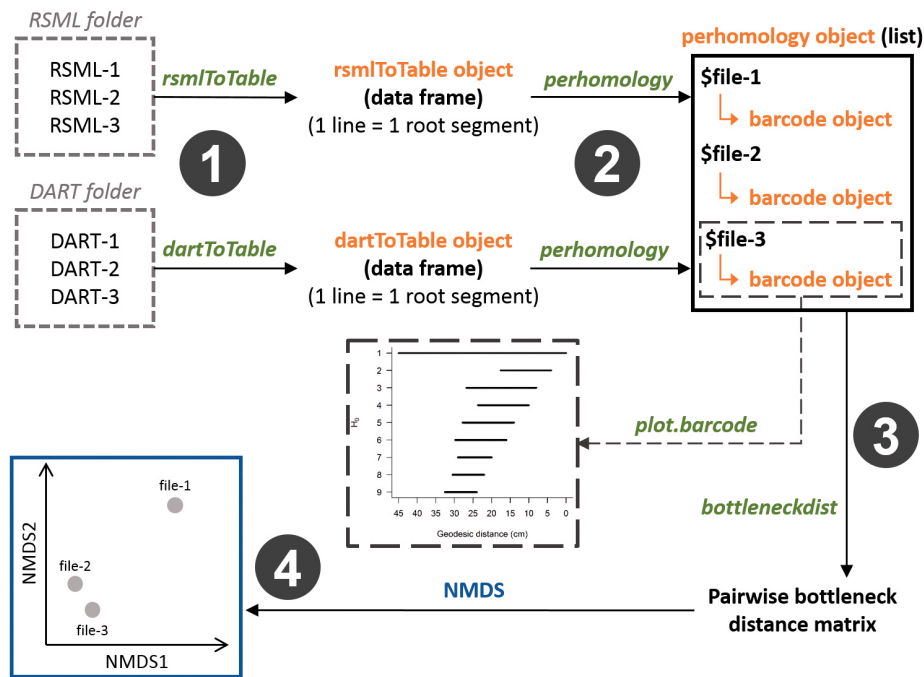 RSML folder
RSML-1
RSML-2
RSML-3
rsmlToTable
1
rsmlToTable object
(data frame)
(1 line = 1 root segment)
perhomology
2
perhomology object (list)
$file-1
barcode object
$file-2
barcode object
$file-3
barcode object
DART folder
DART-1
DART-2
DART-3
dartToTable
dartToTable object
(data frame)
(1 line = 1 root segment)
perhomology
H0
1
2
3
4
5
6
7
8
9
45 40 35 30 25 20 15 10 5 0
Geodesic distance (cm)
plot.barcode
3
bottleneckdist
Pairwise bottleneck
distance matrix
NMDS
4
NMDS2
file-1
file-2
file-3
NMDS1